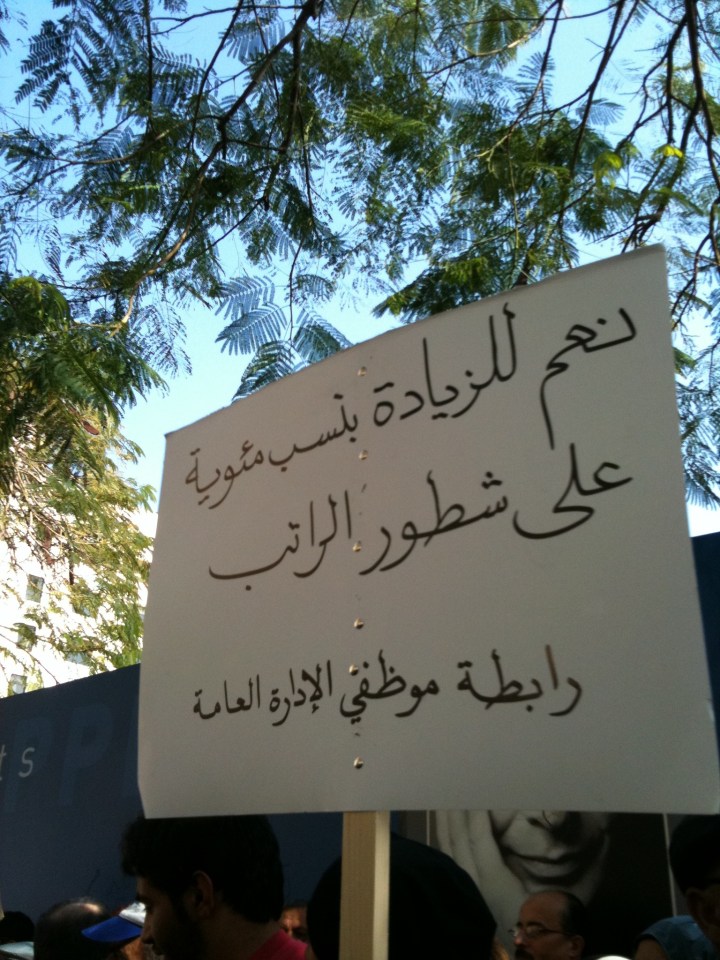 نعم للزيادة بنسب مئوية
على شطور الراتب
رابطة موظفي الإدارة العامة